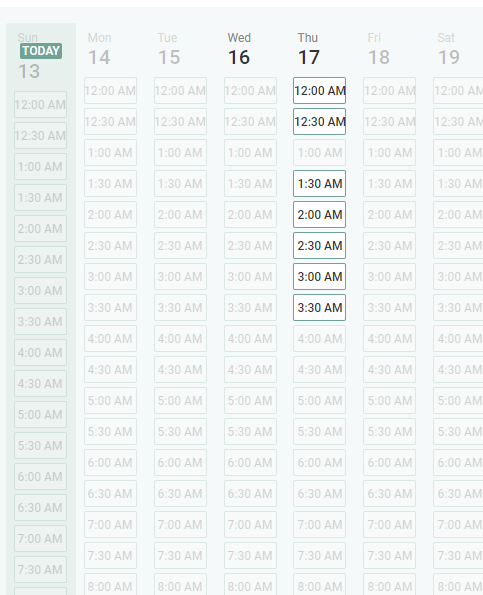 Sun Mon Tue Wed Thu Fri Sat
TODAY
13 14 15 16 17 18 19
12:00 AM 12:00 AM 12:00 AM 12:00 AM 12:00 AM 12:00 AM 12:00 AM
12:30 AM 12:30 AM 12:30 AM 12:30 AM 12:30 AM 12:30 AM 12:30 AM
1:00 AM 1:00 AM 1:00 AM 1:00 AM 1:00 AM 1:00 AM 1:00 AM
1:30 AM 1:30 AM 1:30 AM 1:30 AM 1:30 AM 1:30 AM 1:30 AM
2:00 AM 2:00 AM 2:00 AM 2:00 AM 2:00 AM 2:00 AM 2:00 AM
2:30 AM 2:30 AM 2:30 AM 2:30 AM 2:30 AM 2:30 AM 2:30 AM
3:00 AM 3:00 AM 3:00 AM 3:00 AM 3:00 AM 3:00 AM 3:00 AM
3:30 AM 3:30 AM 3:30 AM 3:30 AM 3:30 AM 3:30 AM 3:30 AM
4:00 AM 4:00 AM 4:00 AM 4:00 AM 4:00 AM 4:00 AM 4:00 AM
4:30 AM 4:30 AM 4:30 AM 4:30 AM 4:30 AM 4:30 AM 4:30 AM
5:00 AM 5:00 AM 5:00 AM 5:00 AM 5:00 AM 5:00 AM 5:00 AM
5:30 AM 5:30 AM 5:30 AM 5:30 AM 5:30 AM 5:30 AM 5:30 AM
6:00 AM 6:00 AM 6:00 AM 6:00 AM 6:00 AM 6:00 AM 6:00 AM
6:30 AM 6:30 AM 6:30 AM 6:30 AM 6:30 AM 6:30 AM 6:30 AM
7:00 AM 7:00 AM 7:00 AM 7:00 AM 7:00 AM 7:00 AM 7:00 AM
7:30 AM 7:30 AM 7:30 AM 7:30 AM 7:30 AM 7:30 AM 7:30 AM
8:00 AM 8:00 AM 8:00 AM 8:00 AM 8:00 AM 8:00 AM